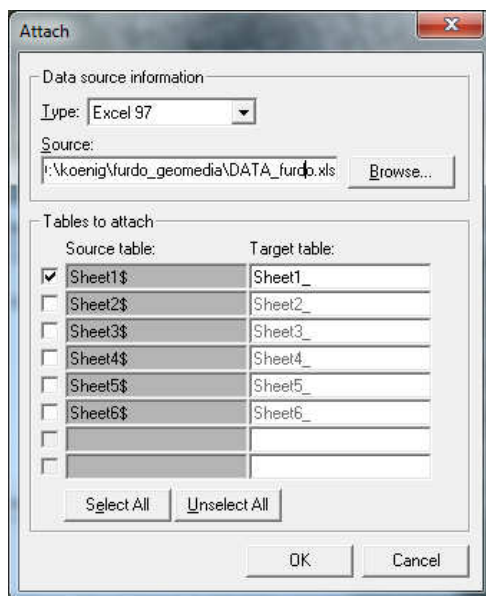 Attach
Data source information
Type: Excel 97
Source:
:\koenig\furdo_geomedia\DATA_furdo.xls Browse...
Tables to attach
Source table: Target table:
Sheet1$ Sheet1_
Sheet2$ Sheet2_
Sheet3$ Sheet3_
Sheet4$ Sheet4_
Sheet5$ Sheet5_
Sheet6$ Sheet6_
Select All Unselect All
OK Cancel